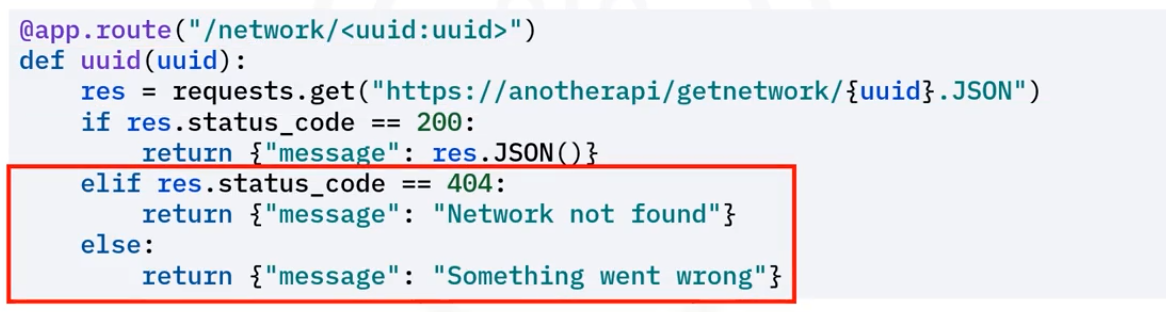 @app.route("/network/<uuid:uuid>")
def uuid(uuid):
    res = requests.get("https://anotherapi/getnetwork/{uuid}.JSON")
    if res.status_code == 200:
        return {"message": res.JSON()}
    elif res.status_code == 404:
        return {"message": "Network not found"}
    else:
        return {"message": "Something went wrong"}